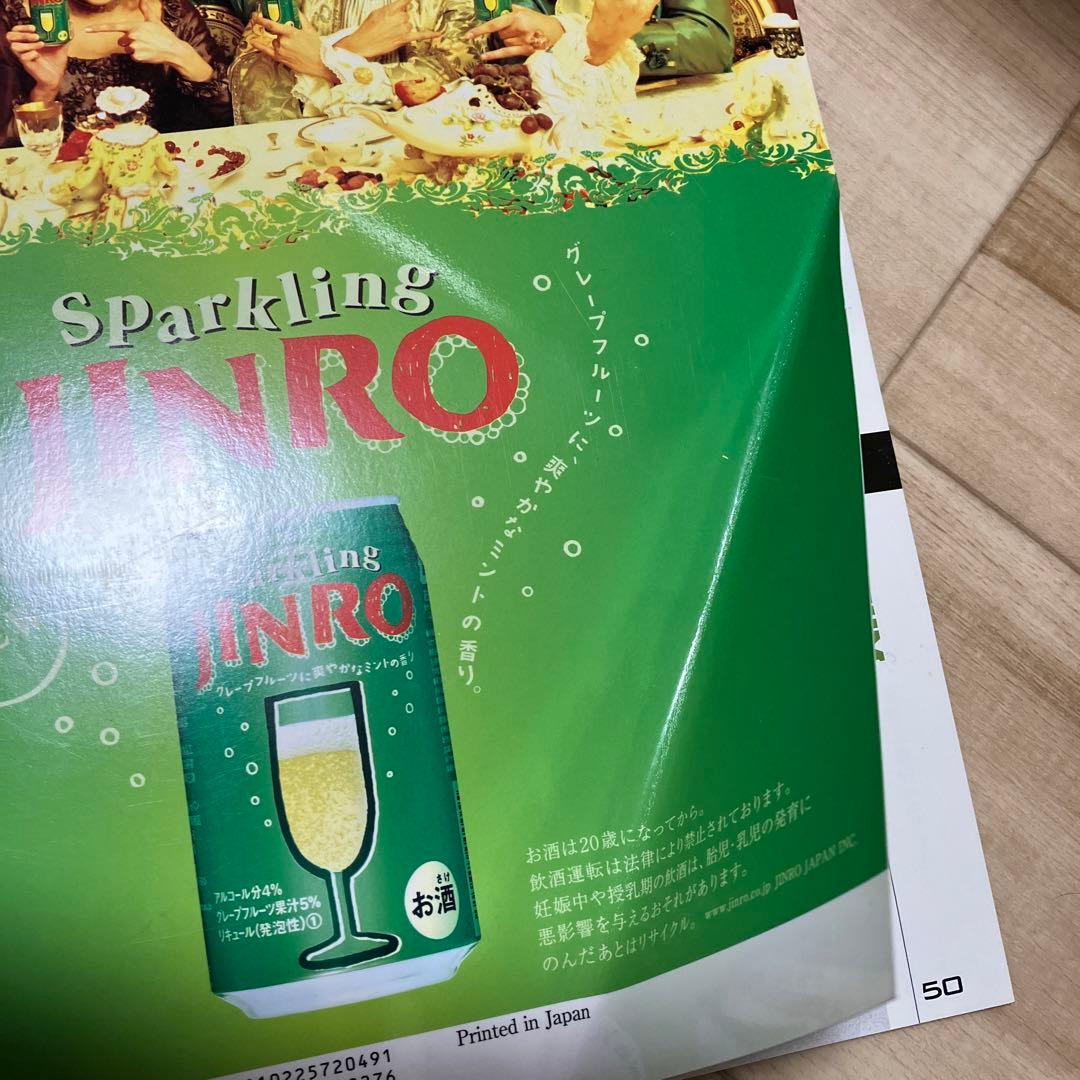 Sparkling
JINRO
グレープフルーツに、爽やかなミントの香り。
Sparkling
JINRO
グレープフルーツに爽やかなミントの香り
アルコール分4%
グレープフルーツ果汁5%
リキュール(発泡性)①
さけ
お酒
お酒は20歳になってから。
飲酒運転は法律により禁止されております。
妊娠中や授乳期の飲酒は、胎児・乳児の発育に
悪影響を与えるおそれがあります。
のんだあとはリサイクル。
www.jinro.co.jp JINRO JAPAN INC.
Printed in Japan
10225720491
50